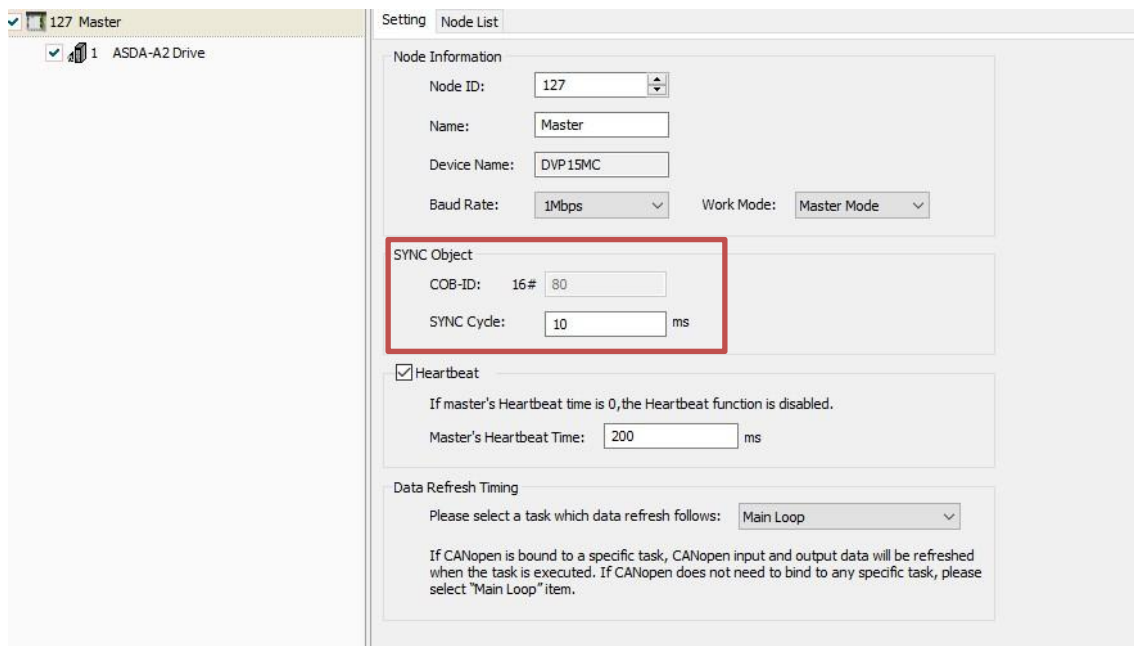 127 Master
1 ASDA-A2 Drive
Setting Node List
Node Information
Node ID: 127
Name: Master
Device Name: DVP15MC
Baud Rate: 1Mbps Work Mode: Master Mode
SYNC Object
COB-ID: 16# 80
SYNC Cycle: 10 ms
Heartbeat
If master's Heartbeat time is 0,the Heartbeat function is disabled.
Master's Heartbeat Time: 200 ms
Data Refresh Timing
Please select a task which data refresh follows: Main Loop
If CANopen is bound to a specific task, CANopen input and output data will be refreshed
when the task is executed. If CANopen does not need to bind to any specific task, please
select "Main Loop" item.